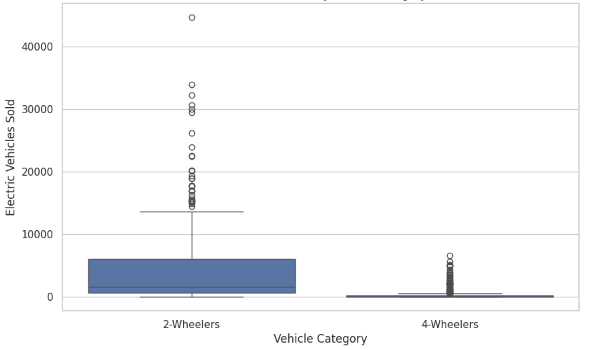 40000
30000
20000
10000
0
Electric Vehicles Sold
2-Wheelers
4-Wheelers
Vehicle Category